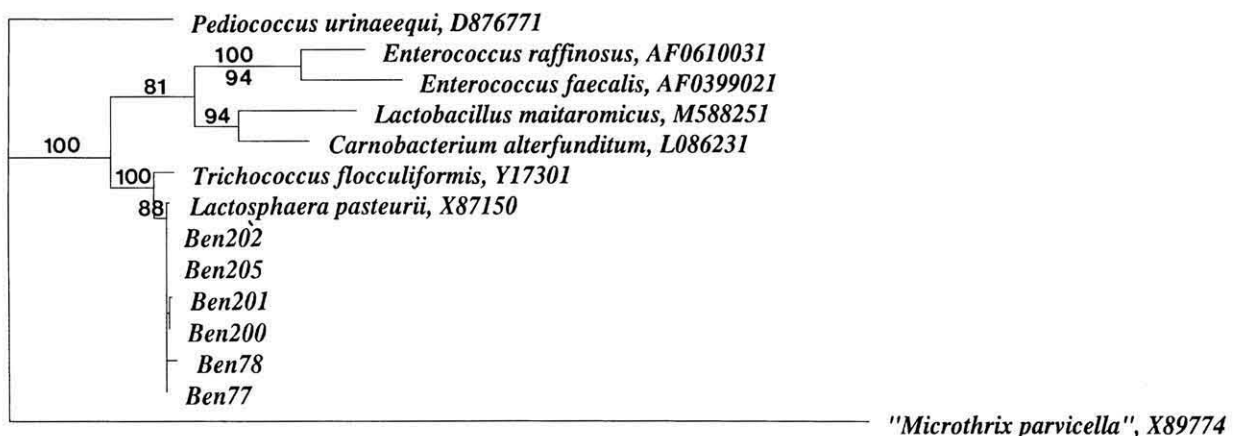 Pediococcus urinaeequi, D876771
100 Enterococcus raffinosus, AF0610031
94 Enterococcus faecalis, AF0399021
81
94 Lactobacillus maitaromicus, M588251
Carnobacterium alterfunditum, L086231
100
100 Trichococcus flocculiformis, Y17301
88 Lactosphaera pasteurii, X87150
Ben202
Ben205
Ben201
Ben200
Ben78
Ben77
"Microthrix parvicella", X89774